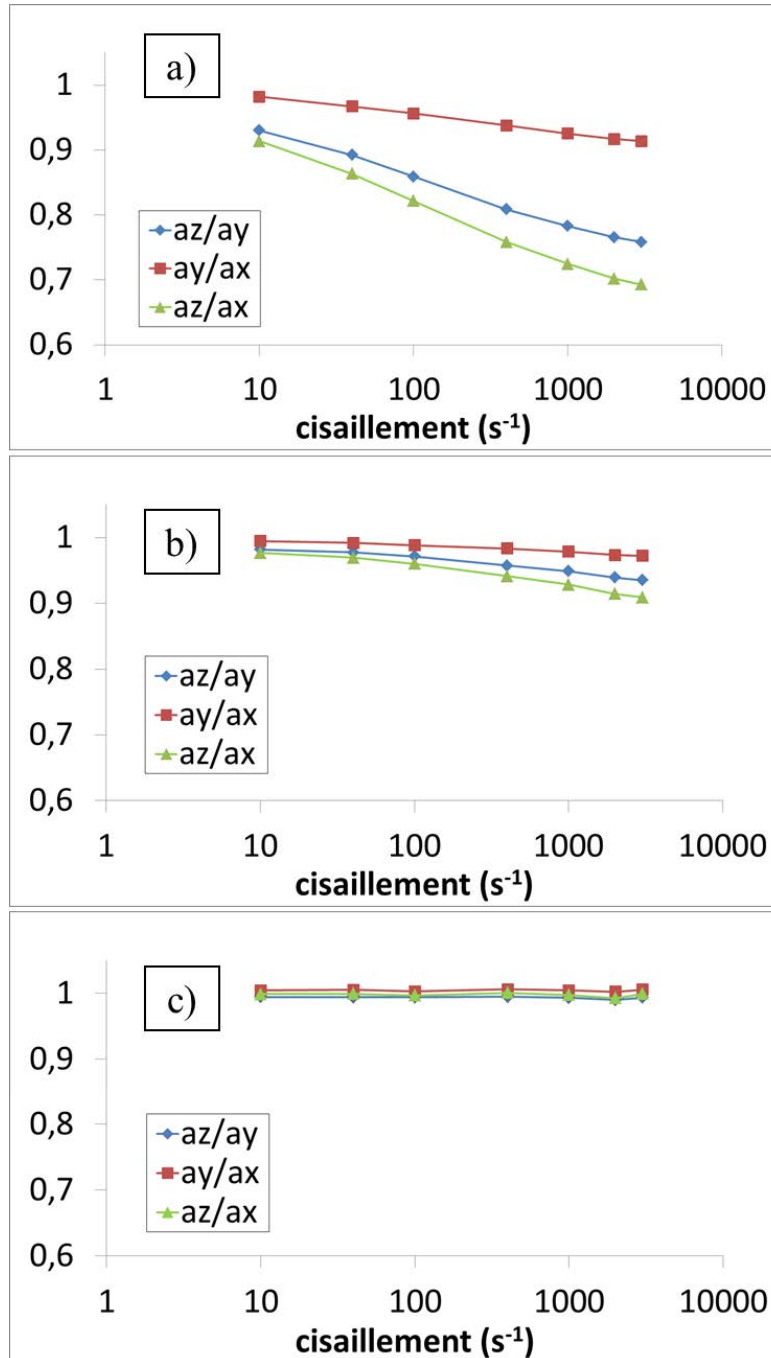 a)
1
0,9
0,8
0,7
0,6
az/ay
ay/ax
az/ax
1 10 100 1000 10000
cisaillement (s⁻¹)
b)
1
0,9
0,8
0,7
0,6
az/ay
ay/ax
az/ax
1 10 100 1000 10000
cisaillement (s⁻¹)
c)
1
0,9
0,8
0,7
0,6
az/ay
ay/ax
az/ax
1 10 100 1000 10000
cisaillement (s⁻¹)